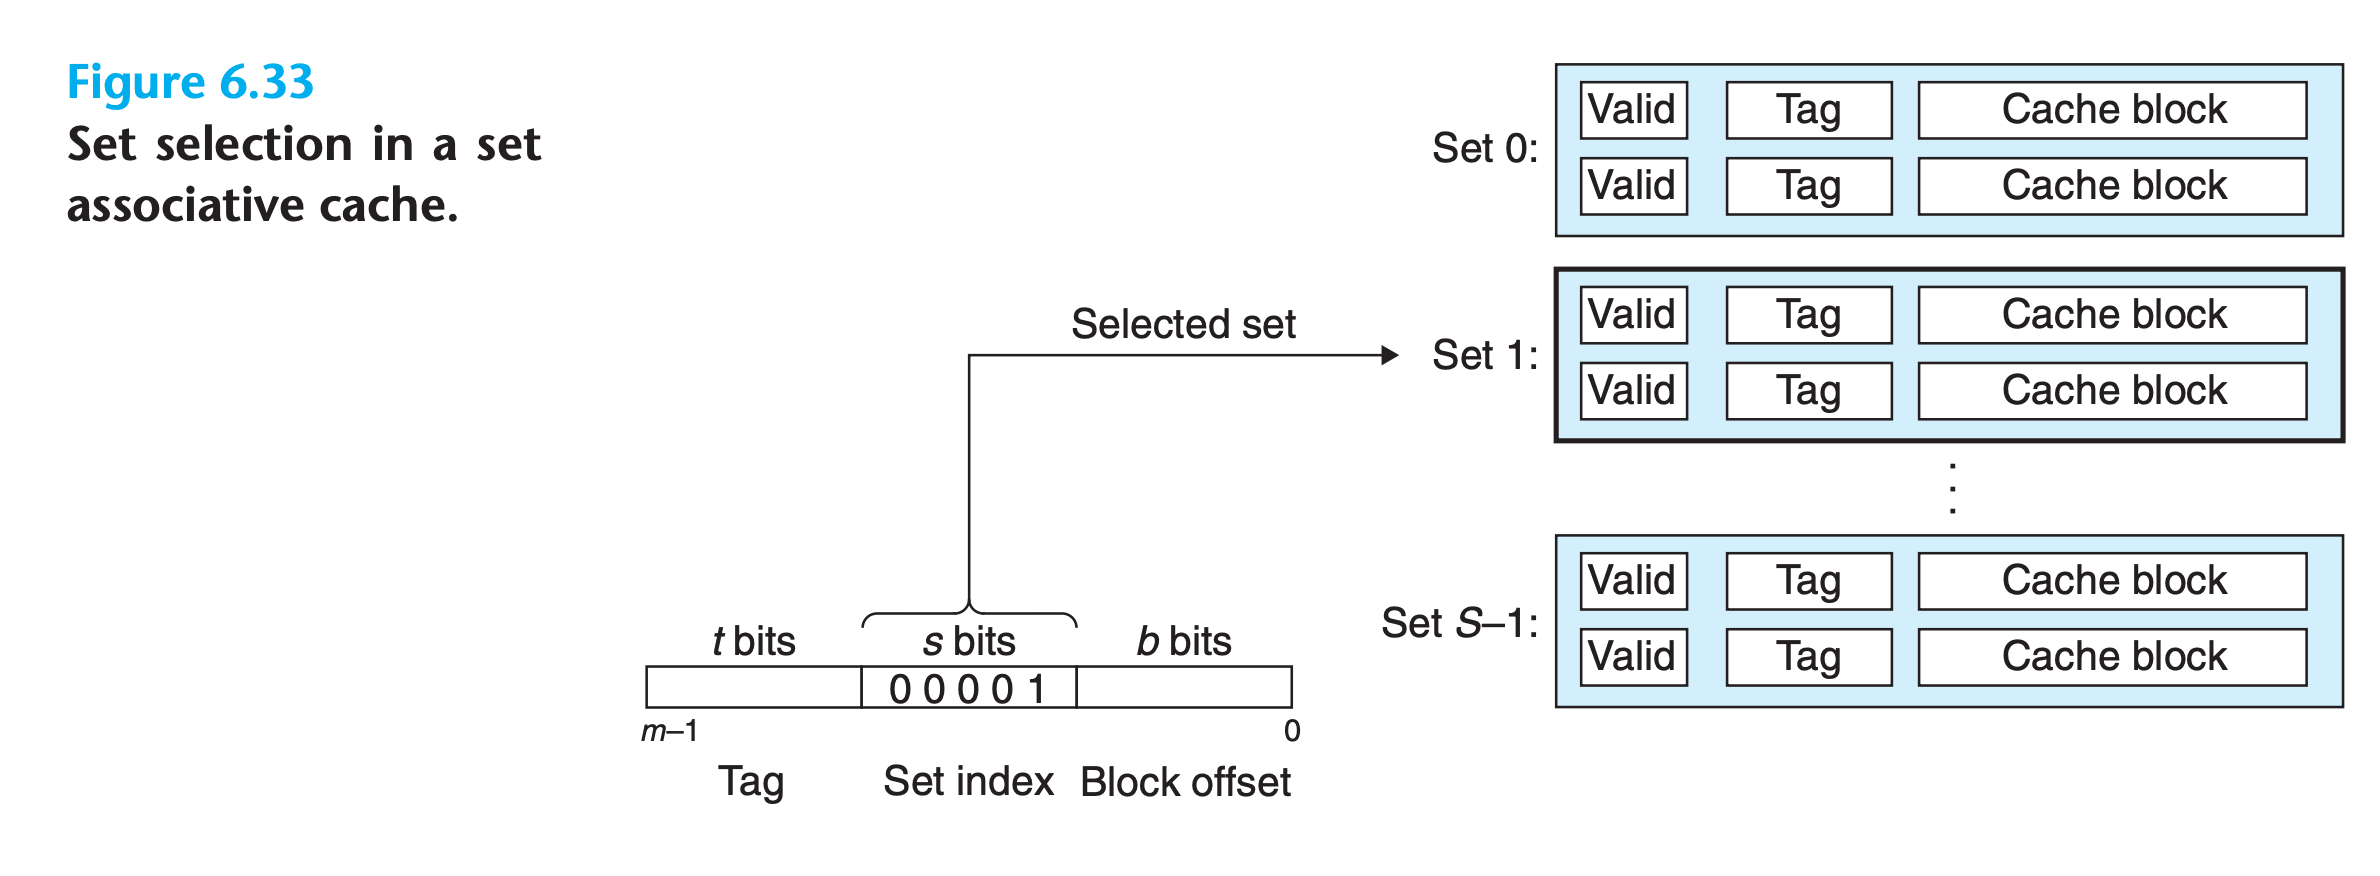 Figure 6.33
Set selection in a set
associative cache.
Set 0:
Valid Tag Cache block
Valid Tag Cache block
Selected set
Set 1:
Valid Tag Cache block
Valid Tag Cache block
⋮
Set S–1:
Valid Tag Cache block
Valid Tag Cache block
t bits s bits b bits
0 0 0 0 1
m–1 0
Tag Set index Block offset